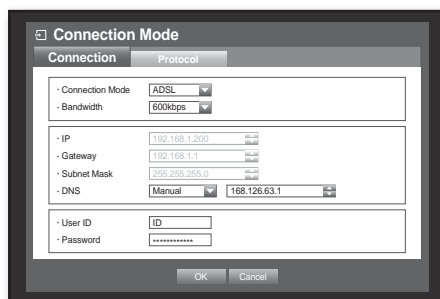 Connection Mode
Connection Protocol
· Connection Mode ADSL
· Bandwidth 600kbps
· IP 192.168.1.200
· Gateway 192.168.1.1
· Subnet Mask 255.255.255.0
· DNS Manual 168.126.63.1
· User ID ID
· Password ************
OK Cancel